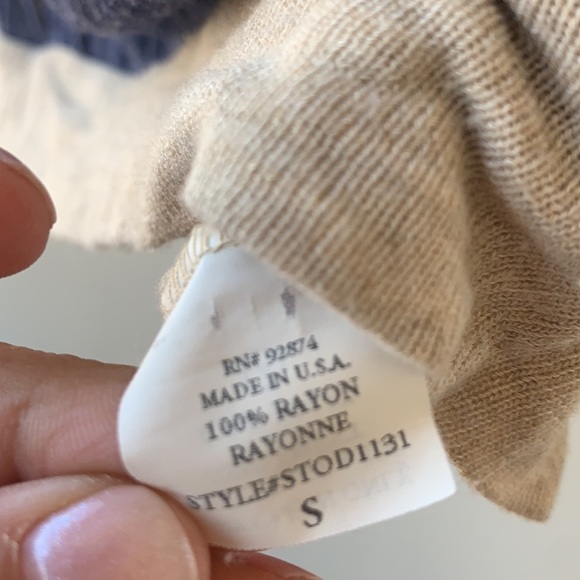 RN# 92874
MADE IN U.S.A.
100% RAYON
RAYONNE
STYLE#STOD1131
S